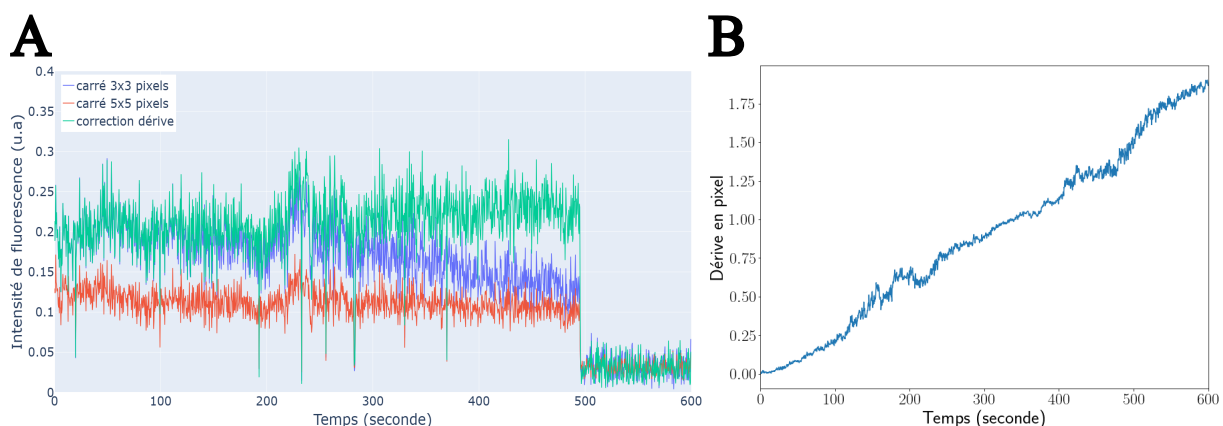 A
B
0.4
0.35
0.3
0.25
0.2
0.15
0.1
0.05
0
Intensité de fluorescence (u.a)
carré 3x3 pixels
carré 5x5 pixels
correction dérive
0 100 200 300 400 500 600
Temps (seconde)
1.75
1.50
1.25
1.00
0.75
0.50
0.25
0.00
Dérive en pixel
0 100 200 300 400 500 600
Temps (seconde)